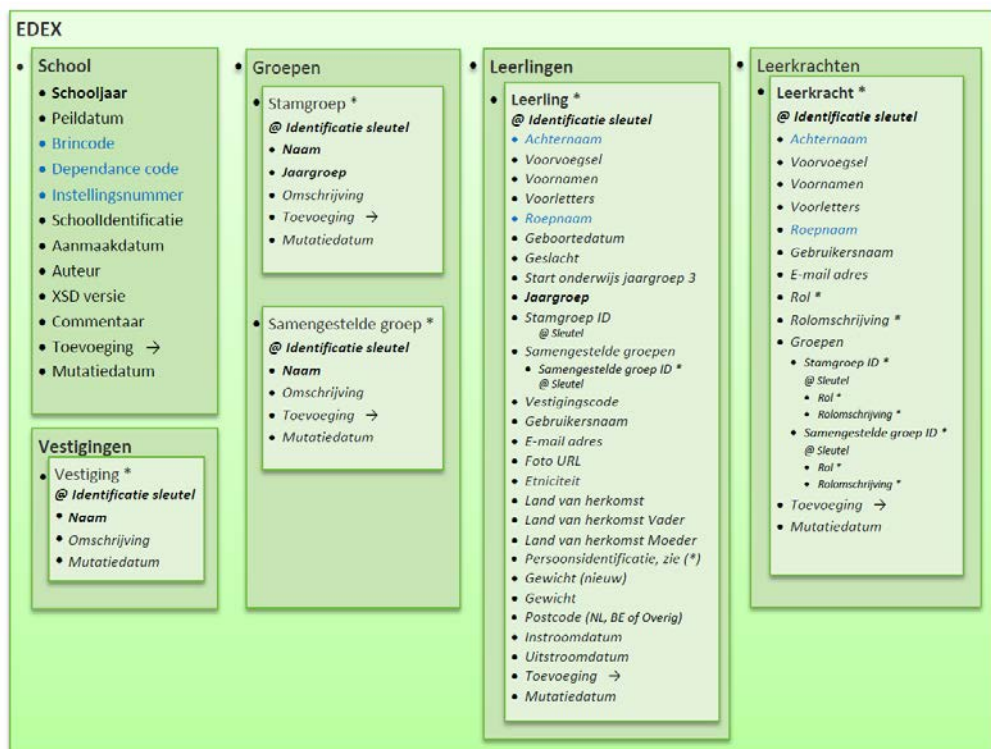 EDEX
• School
• Schooljaar
• Peildatum
• Brincode
• Dependance code
• Instellingsnummer
• SchoolIdentificatie
• Aanmaakdatum
• Auteur
• XSD versie
• Commentaar
• Toevoeging →
• Mutatiedatum
Vestigingen
• Vestiging *
@ Identificatie sleutel
• Naam
• Omschrijving
• Mutatiedatum
• Groepen
• Stamgroep *
@ Identificatie sleutel
• Naam
• Jaargroep
• Omschrijving
• Toevoeging →
• Mutatiedatum
• Samengestelde groep *
@ Identificatie sleutel
• Naam
• Omschrijving
• Toevoeging →
• Mutatiedatum
• Leerlingen
• Leerling *
@ Identificatie sleutel
• Achternaam
• Voorvoegsel
• Voornamen
• Voorletters
• Roepnaam
• Geboortedatum
• Geslacht
• Start onderwijs jaargroep 3
• Jaargroep
• Stamgroep ID
@ Sleutel
• Samengestelde groepen
• Samengestelde groep ID *
@ Sleutel
• Vestigingscode
• Gebruikersnaam
• E-mail adres
• Foto URL
• Etniciteit
• Land van herkomst
• Land van herkomst Vader
• Land van herkomst Moeder
• Persoonsidentificatie, zie (*)
• Gewicht (nieuw)
• Gewicht
• Postcode (NL, BE of Overig)
• Instroomdatum
• Uitstroomdatum
• Toevoeging →
• Mutatiedatum
• Leerkrachten
• Leerkracht *
@ Identificatie sleutel
• Achternaam
• Voorvoegsel
• Voornamen
• Voorletters
• Roepnaam
• Gebruikersnaam
• E-mail adres
• Rol *
• Rolomschrijving *
• Groepen
• Stamgroep ID *
@ Sleutel
• Rol *
• Rolomschrijving *
• Samengestelde groep ID *
@ Sleutel
• Rol *
• Rolomschrijving *
• Toevoeging →
• Mutatiedatum